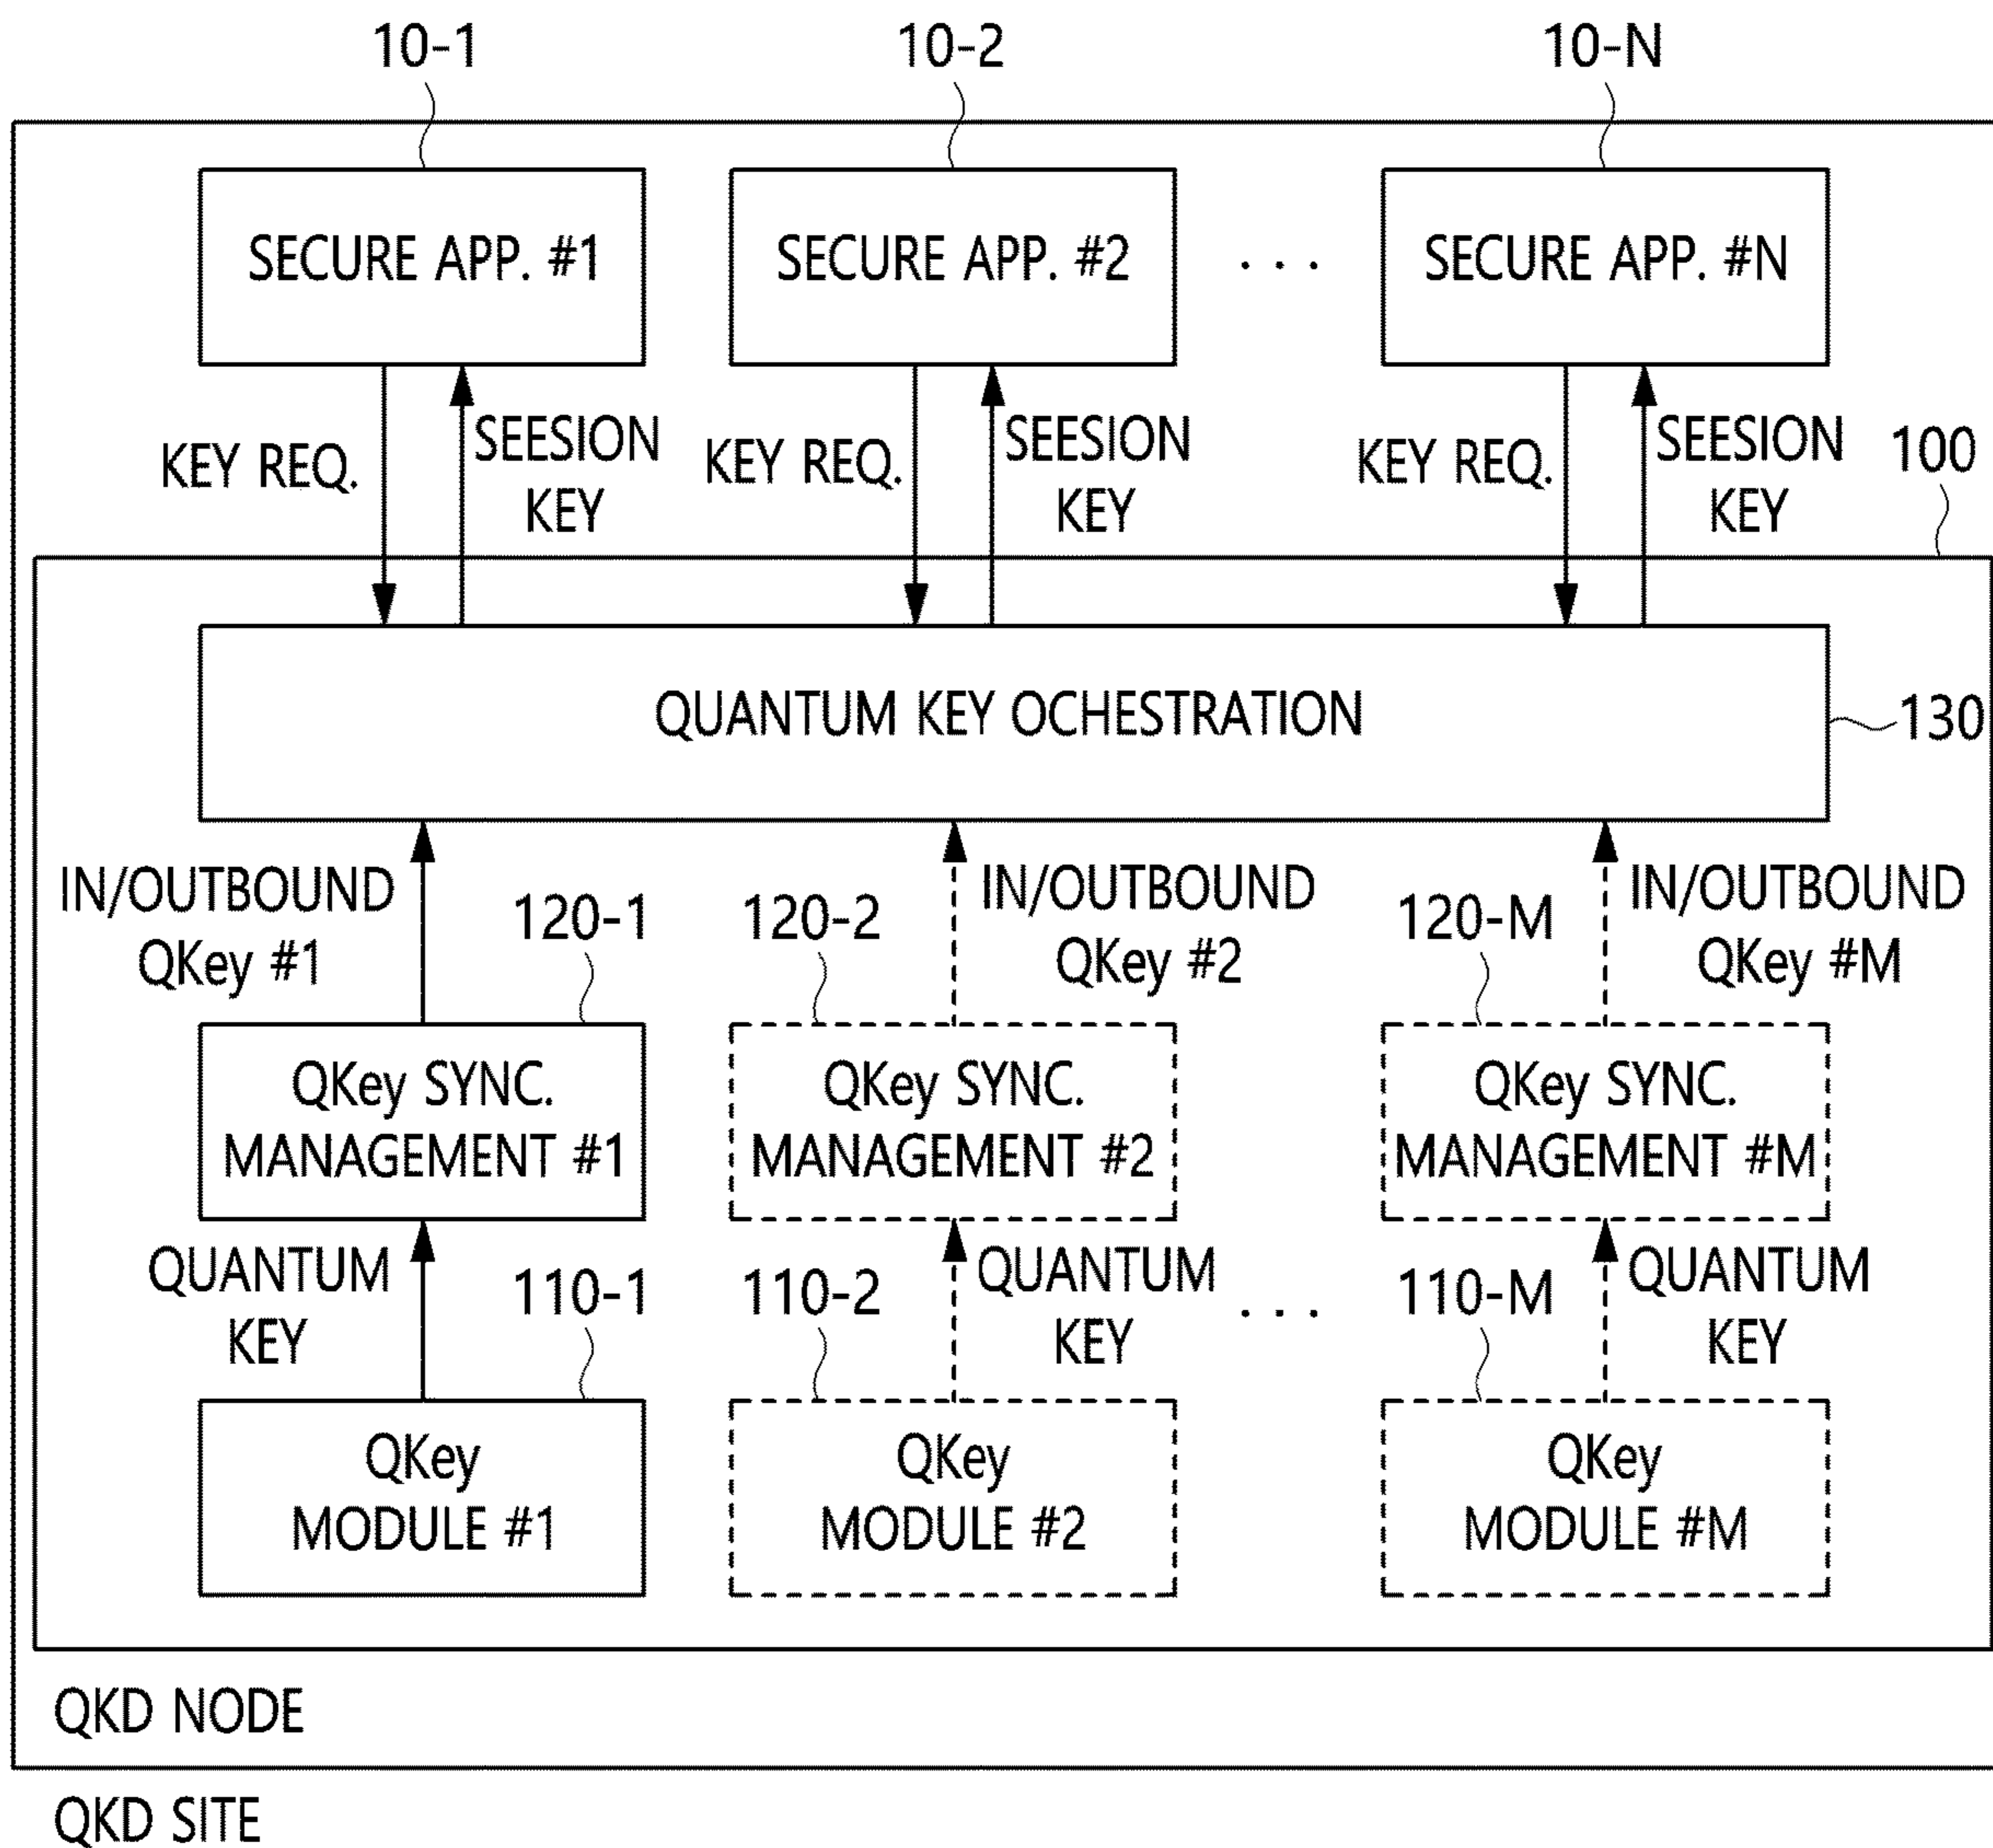 10-1 10-2 10-N
SECURE APP. #1 SECURE APP. #2 . . . SECURE APP. #N
KEY REQ. SEESION KEY KEY REQ. SEESION KEY KEY REQ. SEESION KEY
100
QUANTUM KEY OCHESTRATION
130
IN/OUTBOUND
QKey #1
120-1
120-2
IN/OUTBOUND
QKey #2
120-M
IN/OUTBOUND
QKey #M
QKey SYNC.
MANAGEMENT #1
QKey SYNC.
MANAGEMENT #2
QKey SYNC.
MANAGEMENT #M
QUANTUM
KEY
110-1
110-2
QUANTUM
KEY
. . .
110-M
QUANTUM
KEY
QKey
MODULE #1
QKey
MODULE #2
QKey
MODULE #M
QKD NODE
QKD SITE